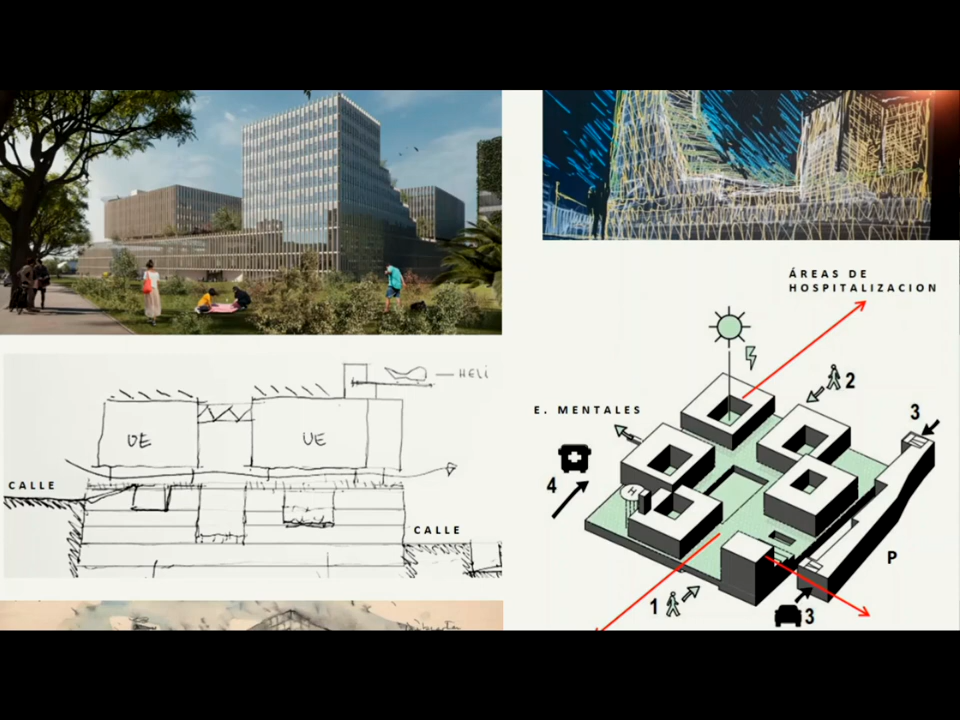 HELI
UE
UE
CALLE
CALLE
ÁREAS DE
HOSPITALIZACION
E. MENTALES
2
3
4
H
P
1
3